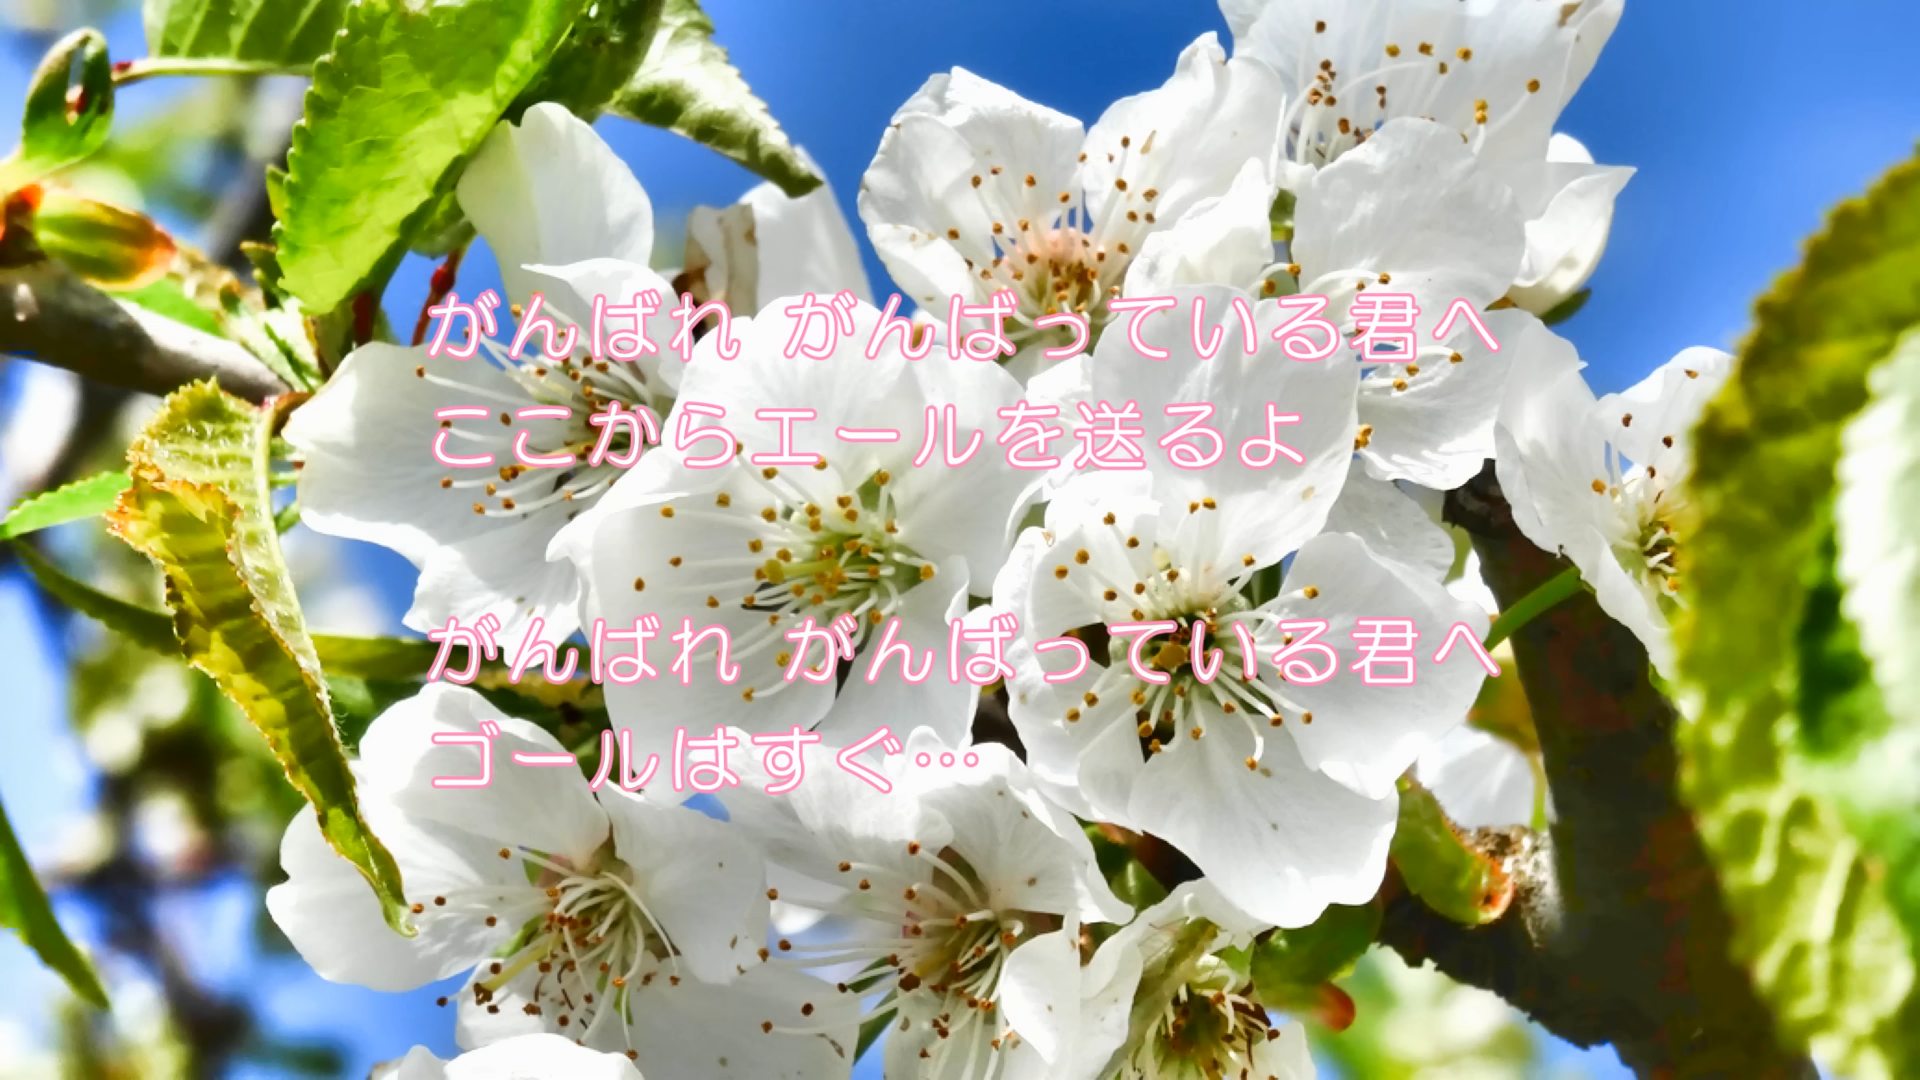 がんばれ がんばっている君へ
ここからエールを送るよ
がんばれ がんばっている君へ
ゴールはすぐ…